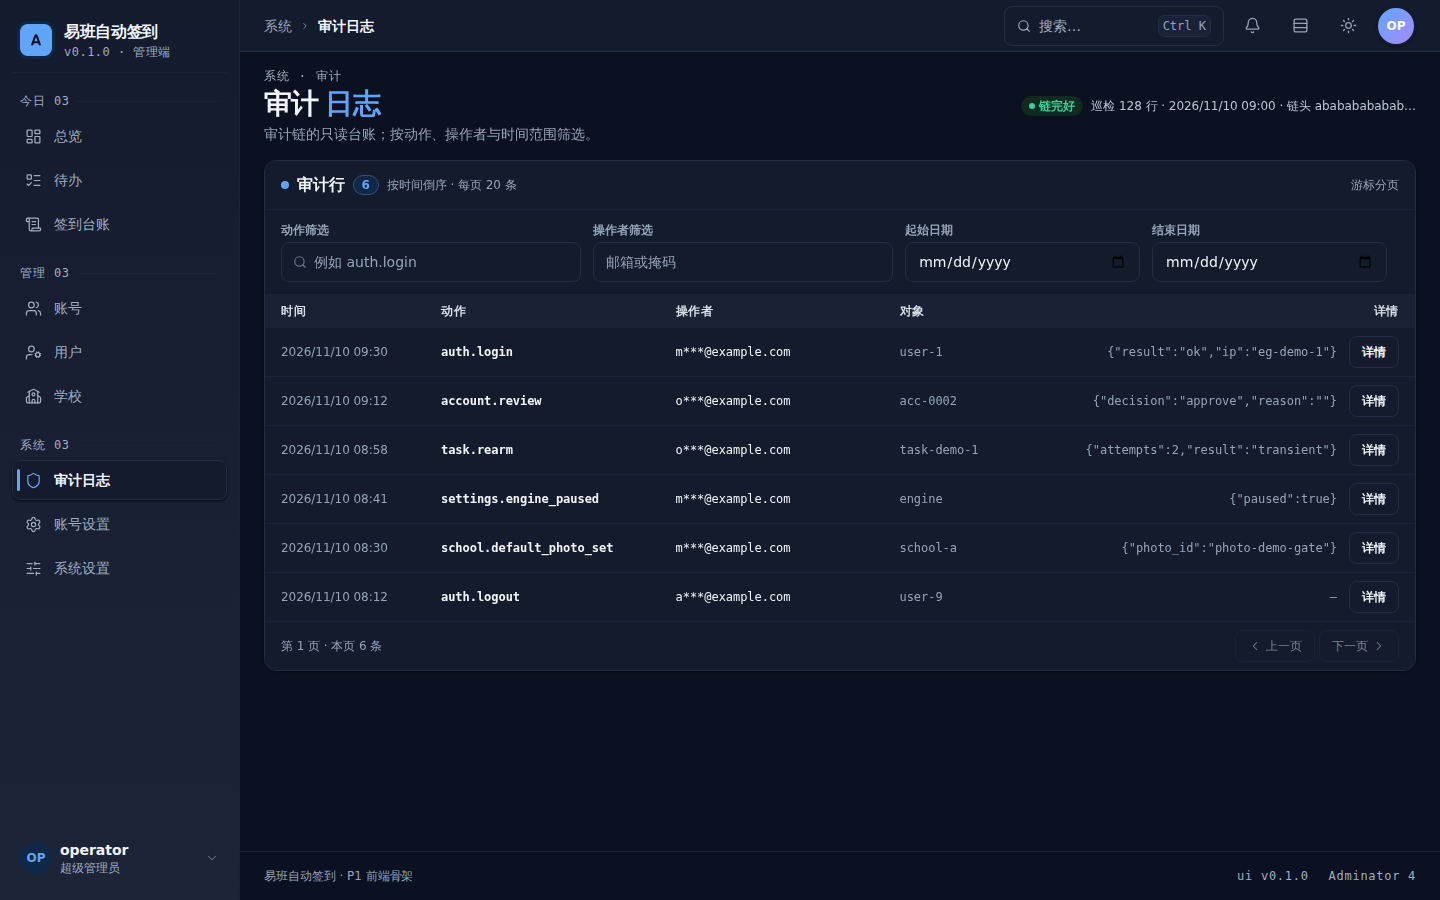 A
易班自动签到
v0.1.0 · 管理端
今日 03
总览
待办
签到台账
管理 03
账号
用户
学校
系统 03
审计日志
账号设置
系统设置
OP
operator
超级管理员
系统 › 审计日志
搜索... Ctrl K
OP
系统 · 审计
审计 日志
审计链的只读台账；按动作、操作者与时间范围筛选。
链完好 巡检 128 行 · 2026/11/10 09:00 · 链头 abababababab…
审计行 6 按时间倒序 · 每页 20 条 游标分页
动作筛选 操作者筛选 起始日期 结束日期
例如 auth.login 邮箱或掩码 mm/dd/yyyy mm/dd/yyyy
时间 动作 操作者 对象 详情
2026/11/10 09:30 auth.login m***@example.com user-1 {"result":"ok","ip":"eg-demo-1"} 详情
2026/11/10 09:12 account.review o***@example.com acc-0002 {"decision":"approve","reason":""} 详情
2026/11/10 08:58 task.rearm o***@example.com task-demo-1 {"attempts":2,"result":"transient"} 详情
2026/11/10 08:41 settings.engine_paused m***@example.com engine {"paused":true} 详情
2026/11/10 08:30 school.default_photo_set m***@example.com school-a {"photo_id":"photo-demo-gate"} 详情
2026/11/10 08:12 auth.logout a***@example.com user-9 — 详情
第 1 页 · 本页 6 条 上一页 下一页
易班自动签到 · P1 前端骨架 ui v0.1.0 Adminator 4